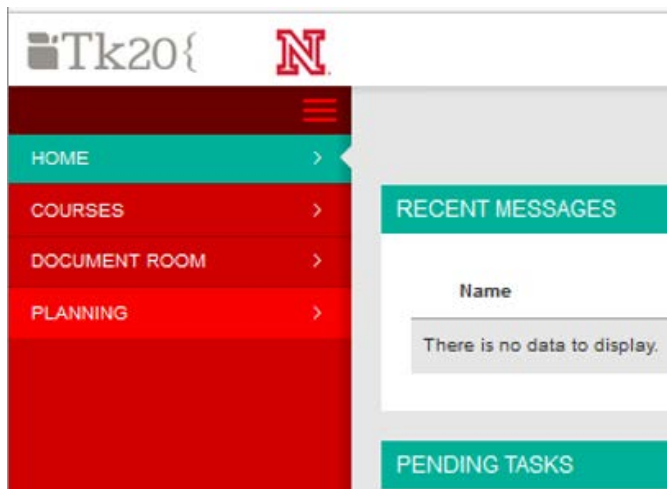 Tk20{
N
HOME
COURSES
DOCUMENT ROOM
PLANNING
RECENT MESSAGES
Name
There is no data to display.
PENDING TASKS